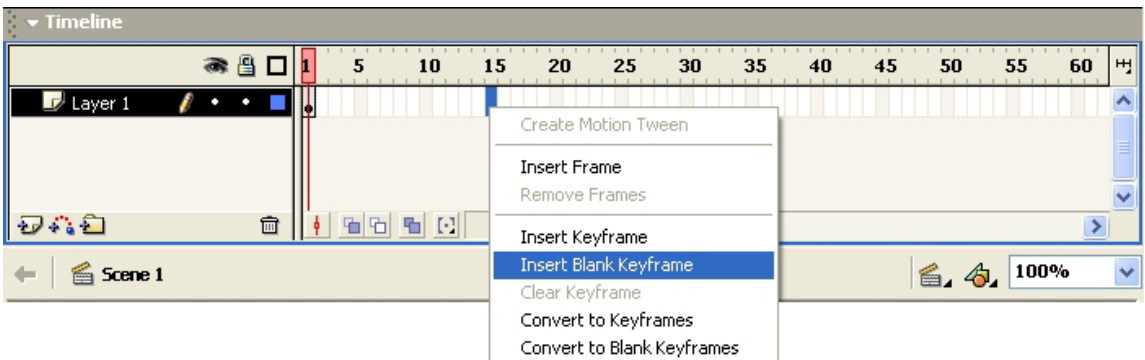 Timeline
1 5 10 15 20 25 30 35 40 45 50 55 60
Layer 1
Create Motion Tween
Insert Frame
Remove Frames
Insert Keyframe
Insert Blank Keyframe
Clear Keyframe
Convert to Keyframes
Convert to Blank Keyframes
Scene 1
100%